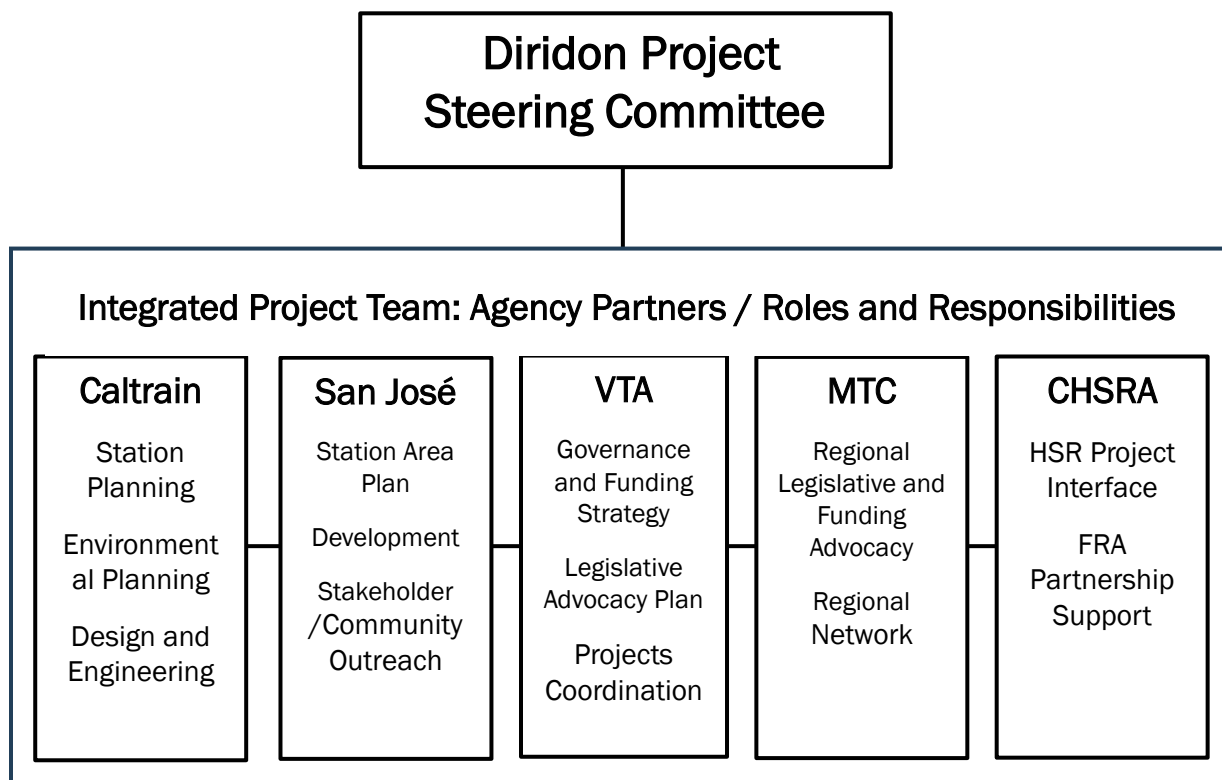 Diridon Project
Steering Committee
Integrated Project Team: Agency Partners / Roles and Responsibilities
Caltrain
Station
Planning
Environment
al Planning
Design and
Engineering
San José
Station Area
Plan
Development
Stakeholder
/Community
Outreach
VTA
Governance
and Funding
Strategy
Legislative
Advocacy Plan
Projects
Coordination
MTC
Regional
Legislative and
Funding
Advocacy
Regional
Network
CHSRA
HSR Project
Interface
FRA
Partnership
Support